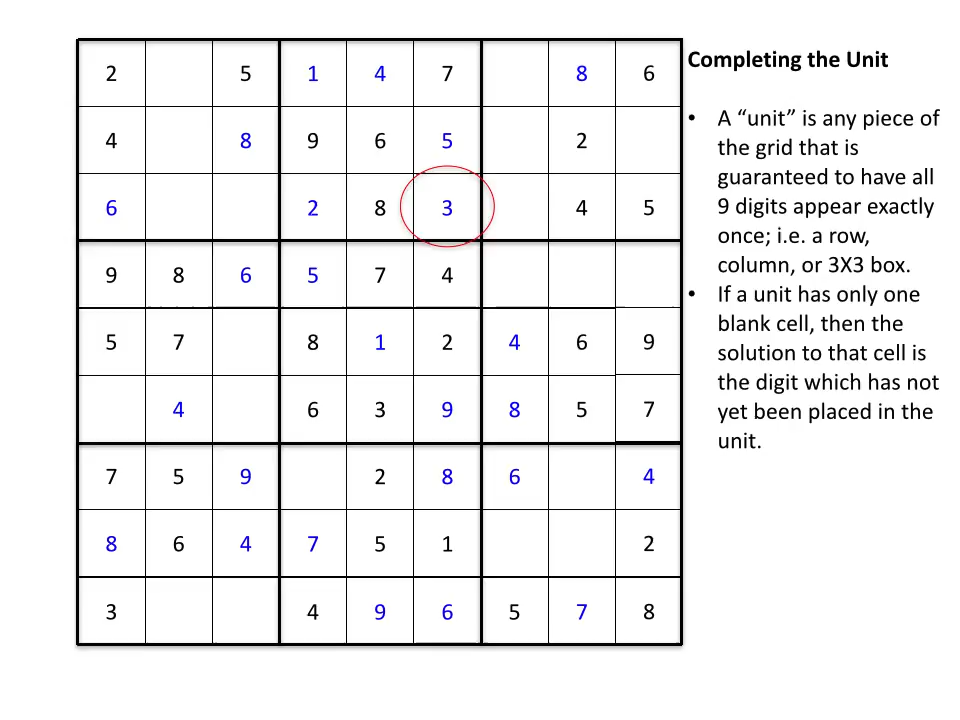 Completing the Unit
2 5 1 4 7 8 6
4 8 9 6 5 2
6 2 8 3 4 5
9 8 6 5 7 4
5 7 8 1 2 4 6 9
4 6 3 9 8 5 7
7 5 9 2 8 6 4
8 6 4 7 5 1 2
3 4 9 6 5 7 8
• A “unit” is any piece of
the grid that is
guaranteed to have all
9 digits appear exactly
once; i.e. a row,
column, or 3X3 box.
• If a unit has only one
blank cell, then the
solution to that cell is
the digit which has not
yet been placed in the
unit.